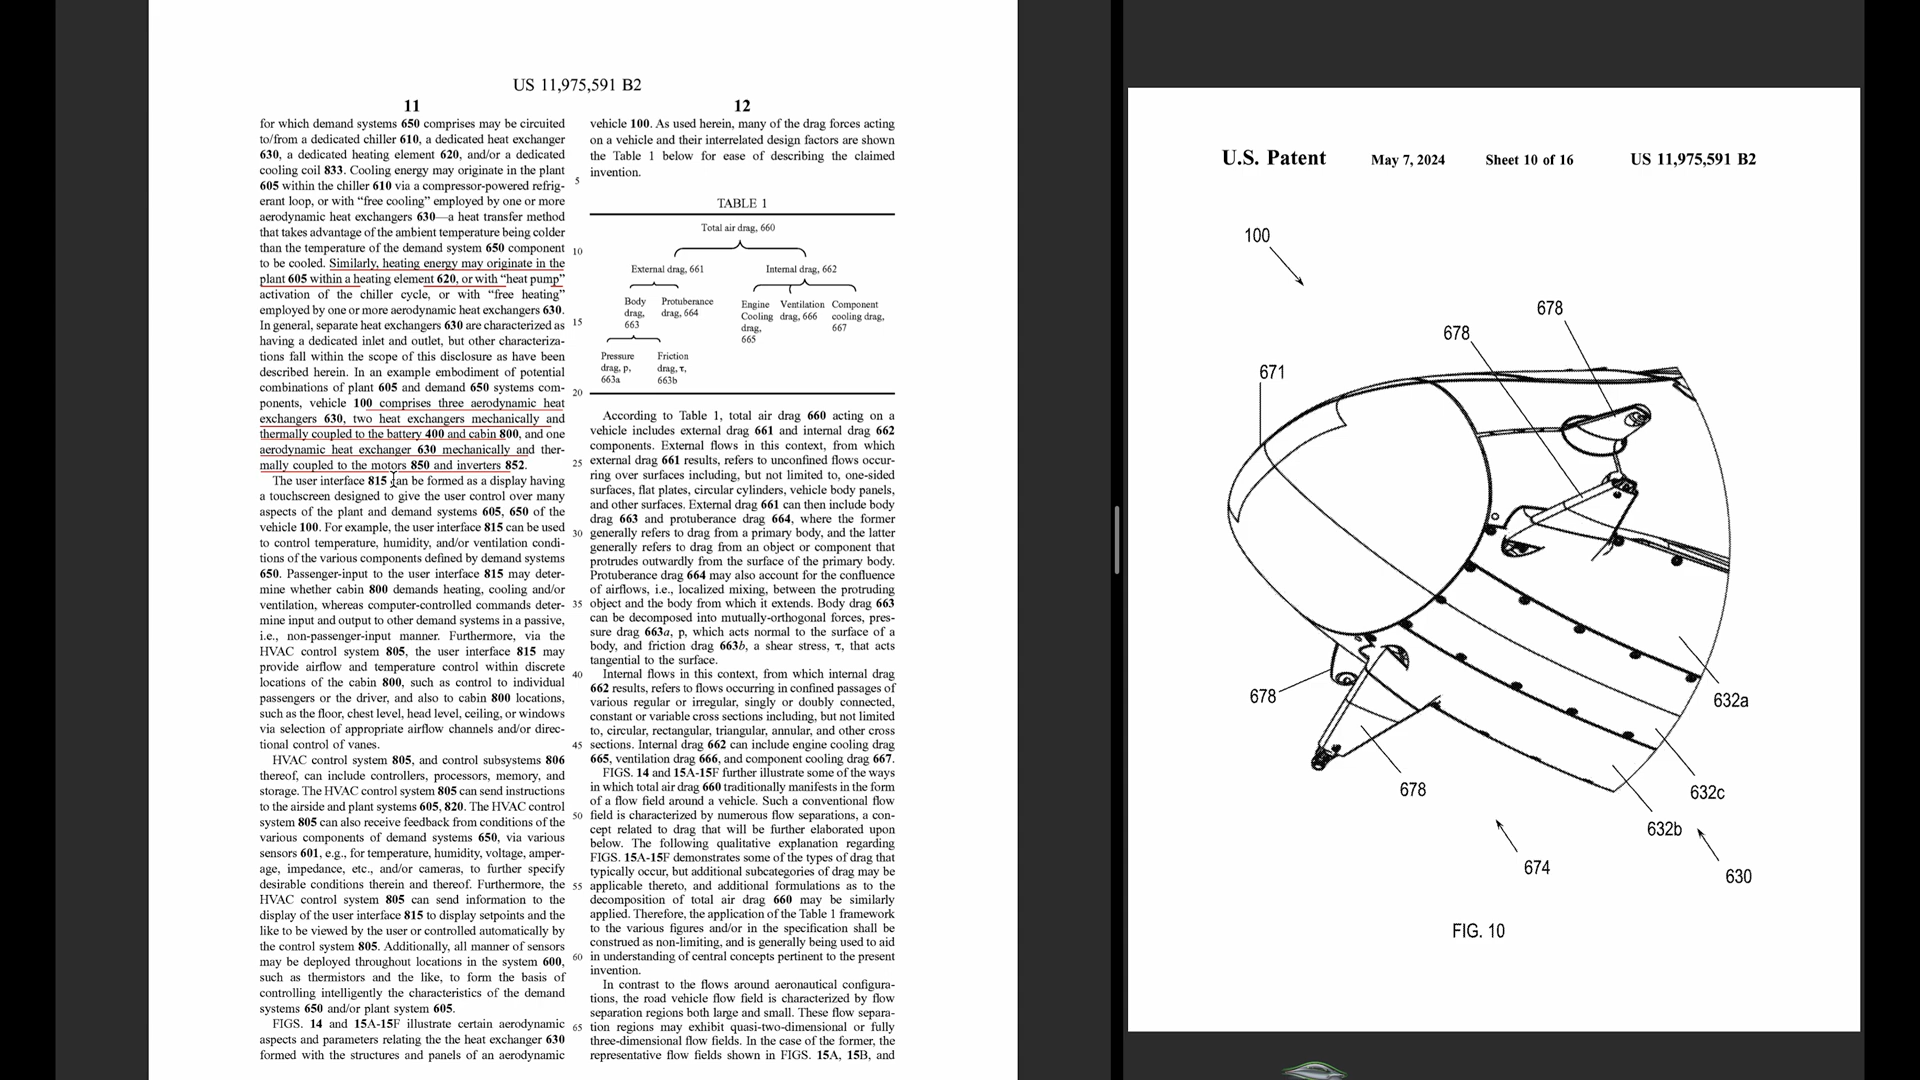 US 11,975,591 B2
11
for which demand systems 650 comprises may be circuited
to/from a dedicated chiller 610, a dedicated heat exchanger
630, a dedicated heating element 620, and/or a dedicated
cooling coil 833. Cooling energy may originate in the plant
605 within the chiller 610 via a compressor-powered refrig-
erant loop, or with “free cooling” employed by one or more
aerodynamic heat exchangers 630—a heat transfer method
that takes advantage of the ambient temperature being colder
than the temperature of the demand system 650 component
to be cooled. Similarly, heating energy may originate in the
plant 605 within a heating element 620, or with “heat pump”
activation of the chiller cycle, or with “free heating”
employed by one or more aerodynamic heat exchangers 630.
In general, separate heat exchangers 630 are characterized as
having a dedicated inlet and outlet, but other characteriza-
tions fall within the scope of this disclosure as have been
described herein. In an example embodiment of potential
combinations of plant 605 and demand 650 systems com-
ponents, vehicle 100 comprises three aerodynamic heat
exchangers 630, two heat exchangers mechanically and
thermally coupled to the battery 400 and cabin 800, and one
aerodynamic heat exchanger 630 mechanically and ther-
mally coupled to the motors 850 and inverters 852.
The user interface 815 can be formed as a display having
a touchscreen designed to give the user control over many
aspects of the plant and demand systems 605, 650 of the
vehicle 100. For example, the user interface 815 can be used
to control temperature, humidity, and/or ventilation condi-
tions of the various components defined by demand systems
650. Passenger-input to the user interface 815 may deter-
mine whether cabin 800 demands heating, cooling and/or
ventilation, whereas computer-controlled commands deter-
mine input and output to other demand systems in a passive,
i.e., non-passenger-input manner. Furthermore, via the
HVAC control system 805, the user interface 815 may
provide airflow and temperature control within discrete
locations of the cabin 800, such as control to individual
passengers or the driver, and also to cabin 800 locations,
such as the floor, chest level, head level, ceiling, or windows
via selection of appropriate airflow channels and/or direc-
tional control of vanes.
HVAC control system 805, and control subsystems 806
thereof, can include controllers, processors, memory, and
storage. The HVAC control system 805 can send instructions
to the airside and plant systems 605, 820. The HVAC control
system 805 can also receive feedback from conditions of the
various components of demand systems 650, via various
sensors 601, e.g., for temperature, humidity, voltage, amper-
age, impedance, etc., and/or cameras, to further specify
desirable conditions therein and thereof. Furthermore, the
HVAC control system 805 can send information to the
display of the user interface 815 to display setpoints and the
like to be viewed by the user or controlled automatically by
the control system 805. Additionally, all manner of sensors
may be deployed throughout locations in the system 600,
such as thermistors and the like, to form the basis of
controlling intelligently the characteristics of the demand
systems 650 and/or plant system 605.
FIGS. 14 and 15A-15F illustrate certain aerodynamic
aspects and parameters relating the the heat exchanger 630
formed with the structures and panels of an aerodynamic
5
10
15
20
25
30
35
40
45
50
55
60
65
12
vehicle 100. As used herein, many of the drag forces acting
on a vehicle and their interrelated design factors are shown
the Table 1 below for ease of describing the claimed
invention.
TABLE 1
Total air drag, 660
External drag, 661 Internal drag, 662
Body drag, 663
Protuberance drag, 664
Engine Cooling drag, 665
Ventilation drag, 666
Component cooling drag, 667
Pressure drag, p, 663a
Friction drag, τ, 663b
According to Table 1, total air drag 660 acting on a
vehicle includes external drag 661 and internal drag 662
components. External flows in this context, from which
external drag 661 results, refers to unconfined flows occur-
ring over surfaces including, but not limited to, one-sided
surfaces, flat plates, circular cylinders, vehicle body panels,
and other surfaces. External drag 661 can then include body
drag 663 and protuberance drag 664, where the former
generally refers to drag from a primary body, and the latter
generally refers to drag from an object or component that
protrudes outwardly from the surface of the primary body.
Protuberance drag 664 may also account for the confluence
of airflows, i.e., localized mixing, between the protruding
object and the body from which it extends. Body drag 663
can be decomposed into mutually-orthogonal forces, pres-
sure drag 663a, p, which acts normal to the surface of a
body, and friction drag 663b, a shear stress, τ, that acts
tangential to the surface.
Internal flows in this context, from which internal drag
662 results, refers to flows occurring in confined passages of
various regular or irregular, singly or doubly connected,
constant or variable cross sections including, but not limited
to, circular, rectangular, triangular, annular, and other cross
sections. Internal drag 662 can include engine cooling drag
665, ventilation drag 666, and component cooling drag 667.
FIGS. 14 and 15A-15F further illustrate some of the ways
in which total air drag 660 traditionally manifests in the form
of a flow field around a vehicle. Such a conventional flow
field is characterized by numerous flow separations, a con-
cept related to drag that will be further elaborated upon
below. The following qualitative explanation regarding
FIGS. 15A-15F demonstrates some of the types of drag that
typically occur, but additional subcategories of drag may be
applicable thereto, and additional formulations as to the
decomposition of total air drag 660 may be similarly
applied. Therefore, the application of the Table 1 framework
to the various figures and/or in the specification shall be
construed as non-limiting, and is generally being used to aid
in understanding of central concepts pertinent to the present
invention.
In contrast to the flows around aeronautical configura-
tions, the road vehicle flow field is characterized by flow
separation regions both large and small. These flow separa-
tion regions may exhibit quasi-two-dimensional or fully
three-dimensional flow fields. In the case of the former, the
representative flow fields shown in FIGS. 15A, 15B, and
U.S. Patent May 7, 2024 Sheet 10 of 16 US 11,975,591 B2
100
678
678
671
678
632a
678
632c
632b
674
630
FIG. 10